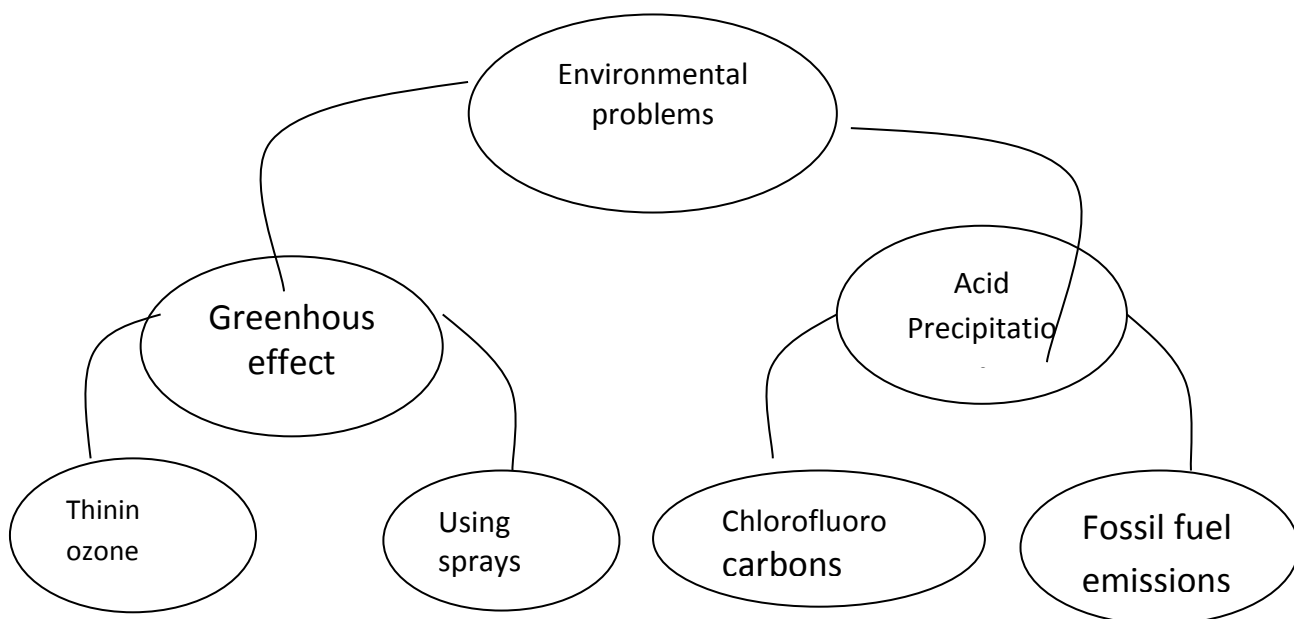 Environmental
problems
Greenhous
effect
Acid
Precipitatio
Thinin
ozone
Using
sprays
Chlorofluoro
carbons
Fossil fuel
emissions